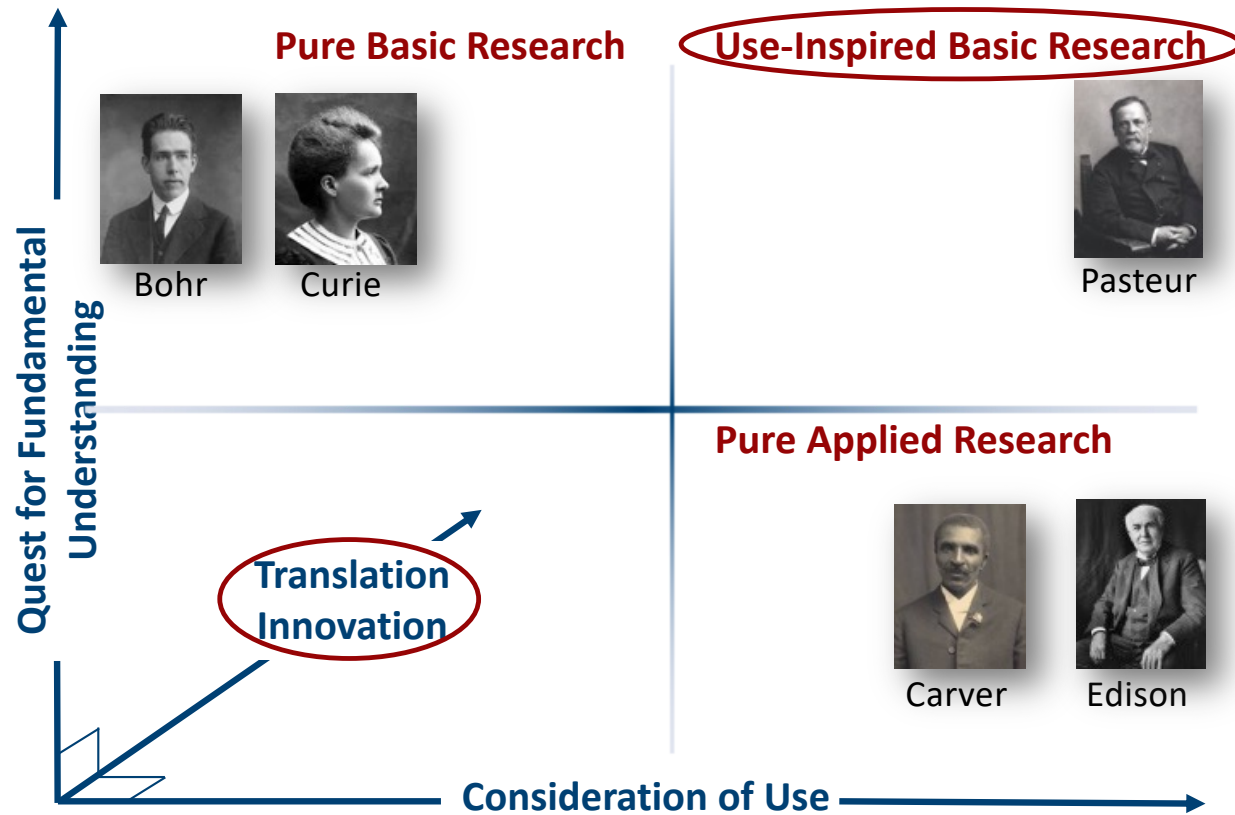 Pure Basic Research
Use-Inspired Basic Research
Bohr
Curie
Pasteur
Quest for Fundamental
Understanding
Pure Applied Research
Translation
Innovation
Carver
Edison
Consideration of Use